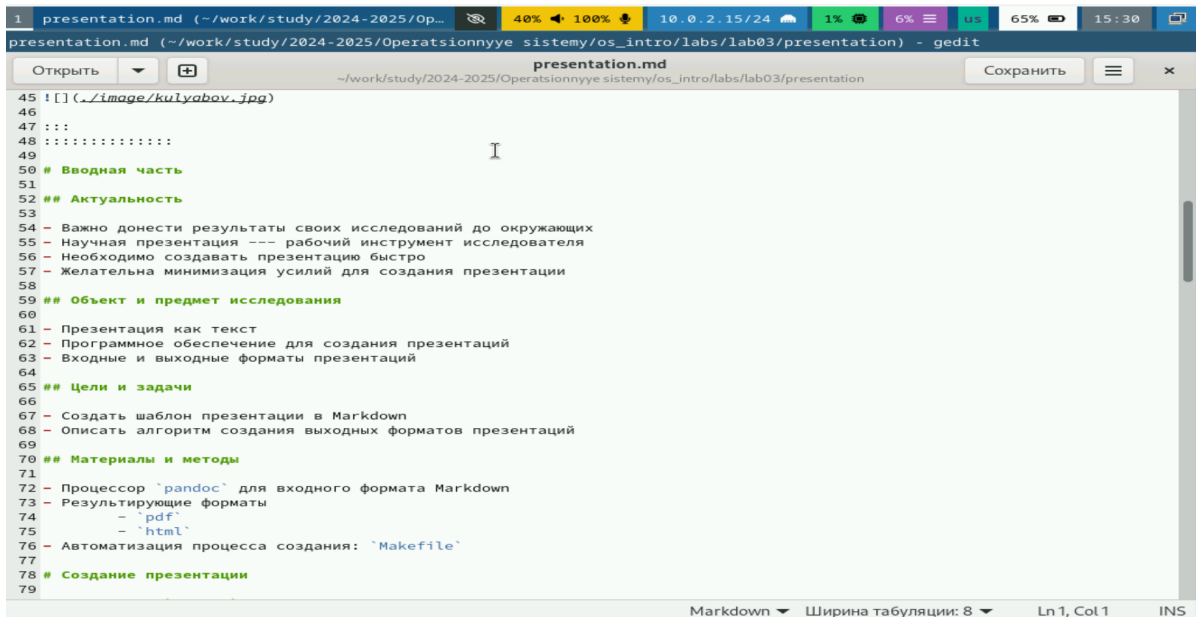 1 presentation.md (~/work/study/2024-2025/Op… 40% 100% 10.0.2.15/24 1% 6% us 65% 15:30
presentation.md (~/work/study/2024-2025/Operatsionnyye sistemy/os_intro/labs/lab03/presentation) - gedit
Открыть presentation.md Сохранить
~/work/study/2024-2025/Operatsionnyye sistemy/os_intro/labs/lab03/presentation
45 ![](./image/kulyabov.jpg)
46
47 :::
48 ::::::::::::::
49
50 # Вводная часть
51
52 ## Актуальность
53
54 - Важно донести результаты своих исследований до окружающих
55 - Научная презентация --- рабочий инструмент исследователя
56 - Необходимо создавать презентацию быстро
57 - Желательна минимизация усилий для создания презентации
58
59 ## Объект и предмет исследования
60
61 - Презентация как текст
62 - Программное обеспечение для создания презентаций
63 - Входные и выходные форматы презентаций
64
65 ## Цели и задачи
66
67 - Создать шаблон презентации в Markdown
68 - Описать алгоритм создания выходных форматов презентаций
69
70 ## Материалы и методы
71
72 - Процессор `pandoc` для входного формата Markdown
73 - Результирующие форматы
74 - `pdf`
75 - `html`
76 - Автоматизация процесса создания: `Makefile`
77
78 # Создание презентации
79
Markdown Ширина табуляции: 8 Ln 1, Col 1 INS